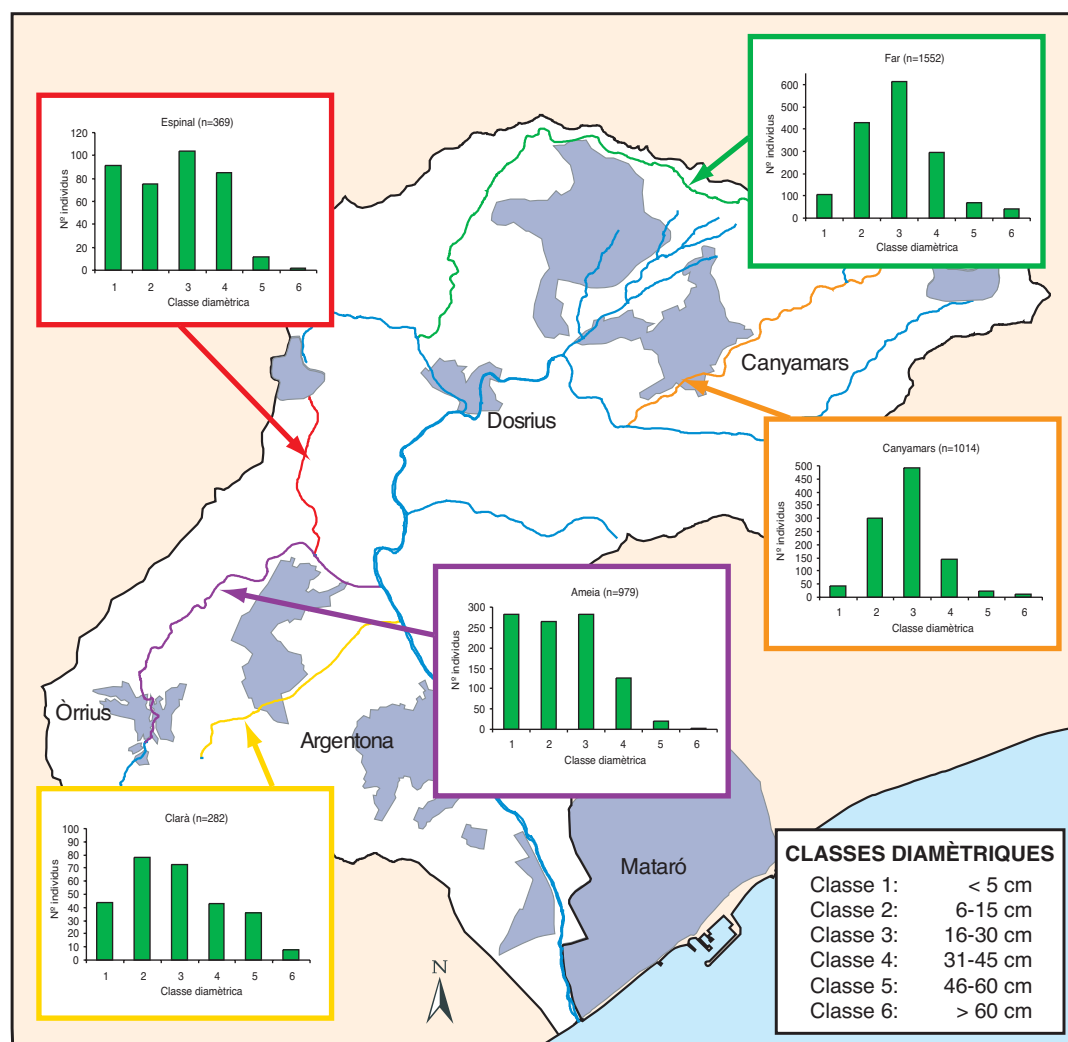 Espinal (n=369)
120
100
80
60
40
20
0
Nº individus
1 2 3 4 5 6
Classe diamètrica
Far (n=1552)
600
500
400
300
200
100
0
Nº individus
1 2 3 4 5 6
Classe diamètrica
Canyamars
Dosrius
Canyamars (n=1014)
500
450
400
350
300
250
200
150
100
50
0
Nº individus
1 2 3 4 5 6
Classe diamètrica
Ameia (n=979)
300
250
200
150
100
50
0
Nº individus
1 2 3 4 5 6
Classe diamètrica
Òrrius
Argentona
Clarà (n=282)
100
90
80
70
60
50
40
30
20
10
0
Nº individus
1 2 3 4 5 6
Classe diamètrica
Mataró
N
CLASSES DIAMÈTRIQUES
Classe 1: < 5 cm
Classe 2: 6-15 cm
Classe 3: 16-30 cm
Classe 4: 31-45 cm
Classe 5: 46-60 cm
Classe 6: > 60 cm